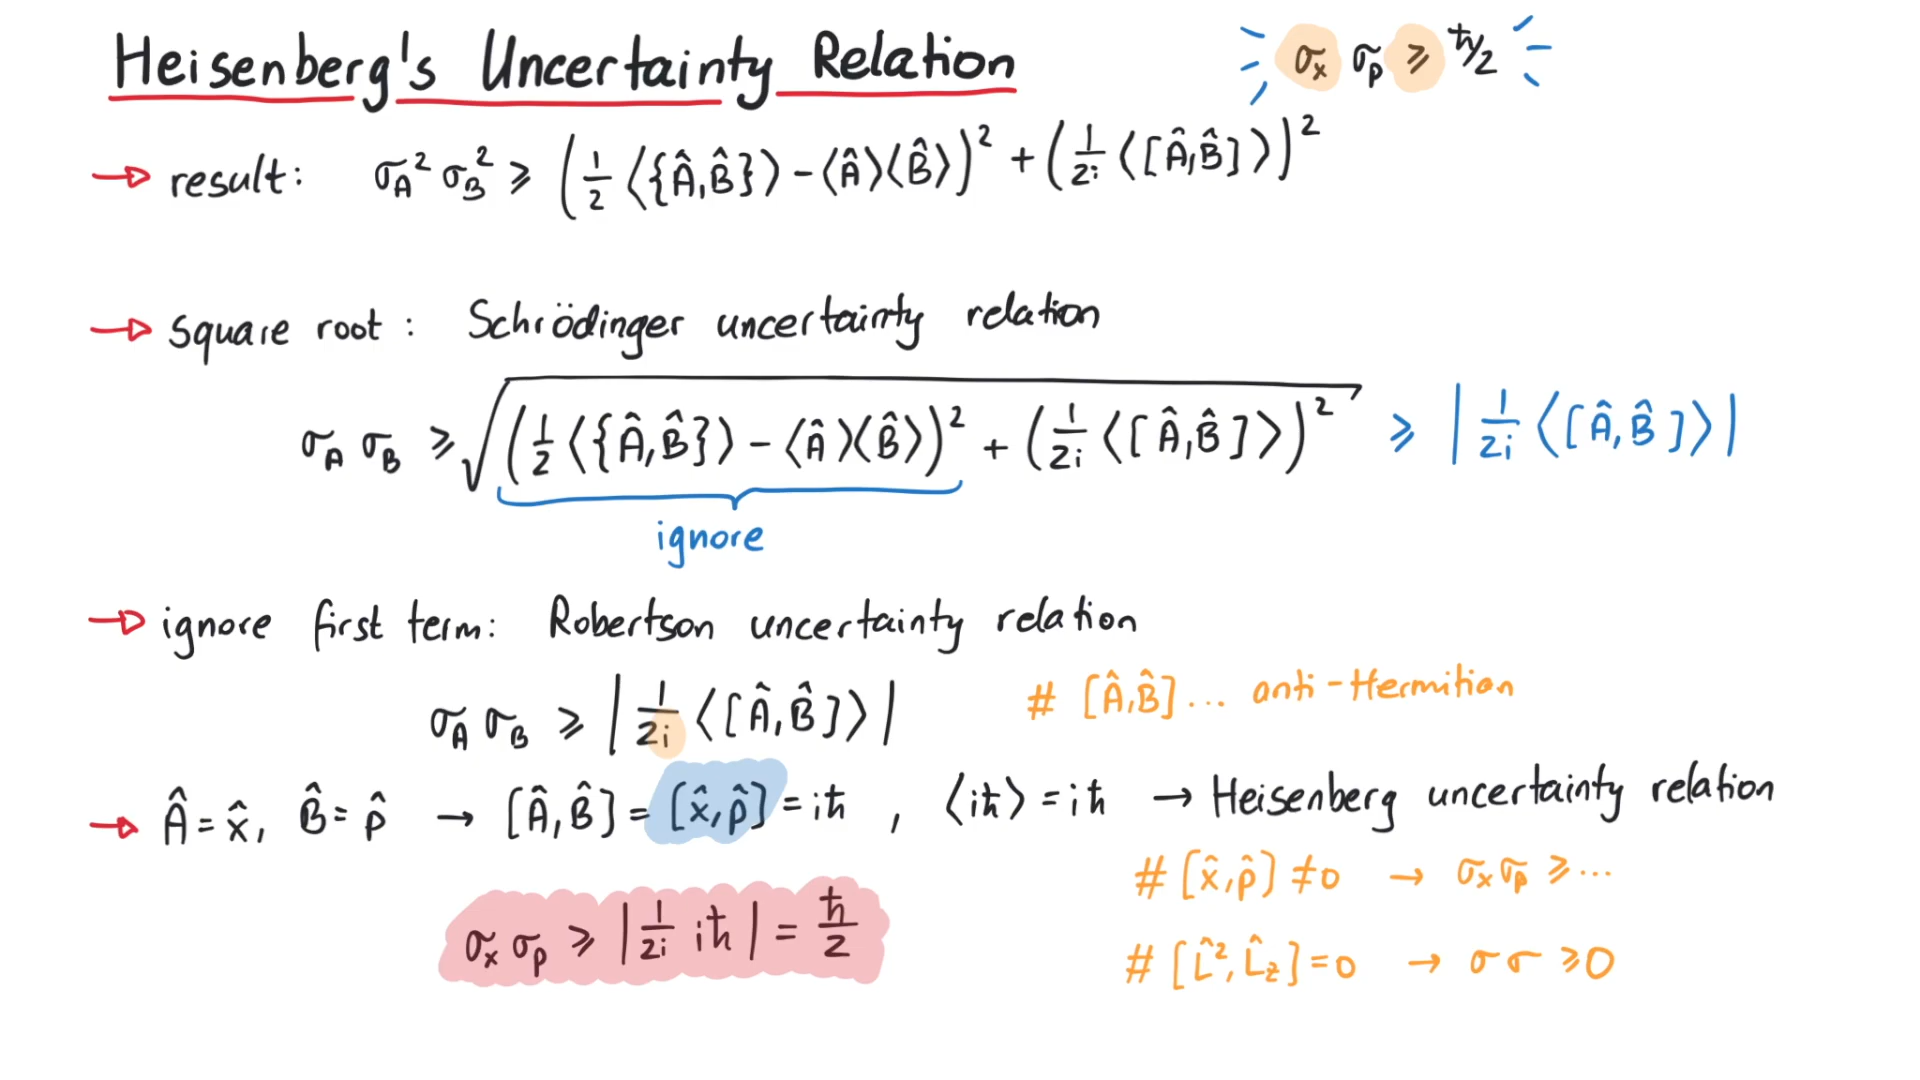 Heisenberg's Uncertainty Relation
σx σp ⩾ ħ/2
→ result: σA² σB² ⩾ (1/2 ⟨{Â,B̂}⟩ - ⟨Â⟩⟨B̂⟩)² + (1/2i ⟨[Â,B̂]⟩)²
→ square root: Schrödinger uncertainty relation
σA σB ⩾ √((1/2 ⟨{Â,B̂}⟩ - ⟨Â⟩⟨B̂⟩)² + (1/2i ⟨[Â,B̂]⟩)²) ⩾ |1/2i ⟨[Â,B̂]⟩|
ignore
→ ignore first term: Robertson uncertainty relation
σA σB ⩾ |1/2i ⟨[Â,B̂]⟩|
# [Â,B̂]... anti-Hermitian
→ Â = x̂, B̂ = p̂ → [Â,B̂] = [x̂,p̂] = iħ , ⟨iħ⟩ = iħ → Heisenberg uncertainty relation
# [x̂,p̂] ≠ 0 → σx σp ⩾ ...
σx σp ⩾ |1/2i iħ| = ħ/2
# [L̂², L̂z] = 0 → σ σ ⩾ 0